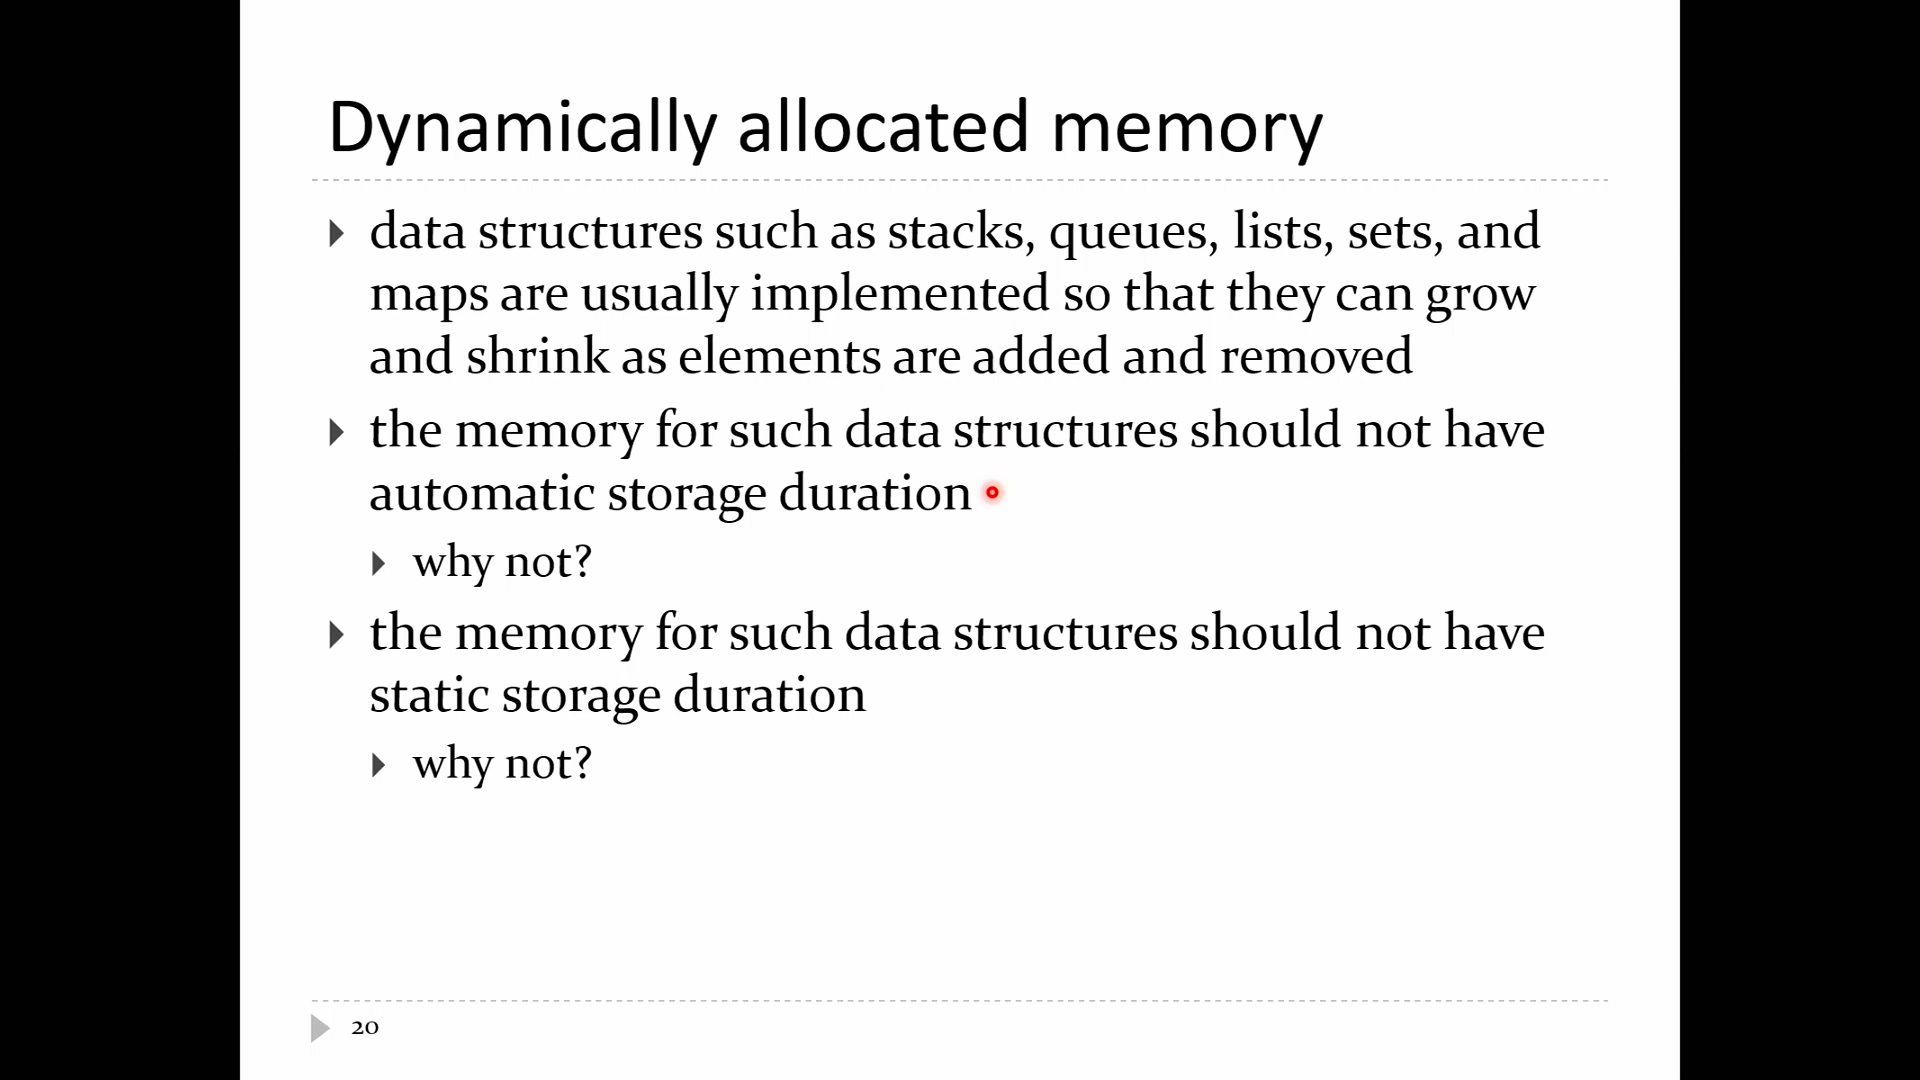 Dynamically allocated memory
data structures such as stacks, queues, lists, sets, and
maps are usually implemented so that they can grow
and shrink as elements are added and removed
the memory for such data structures should not have
automatic storage duration
why not?
the memory for such data structures should not have
static storage duration
why not?
20